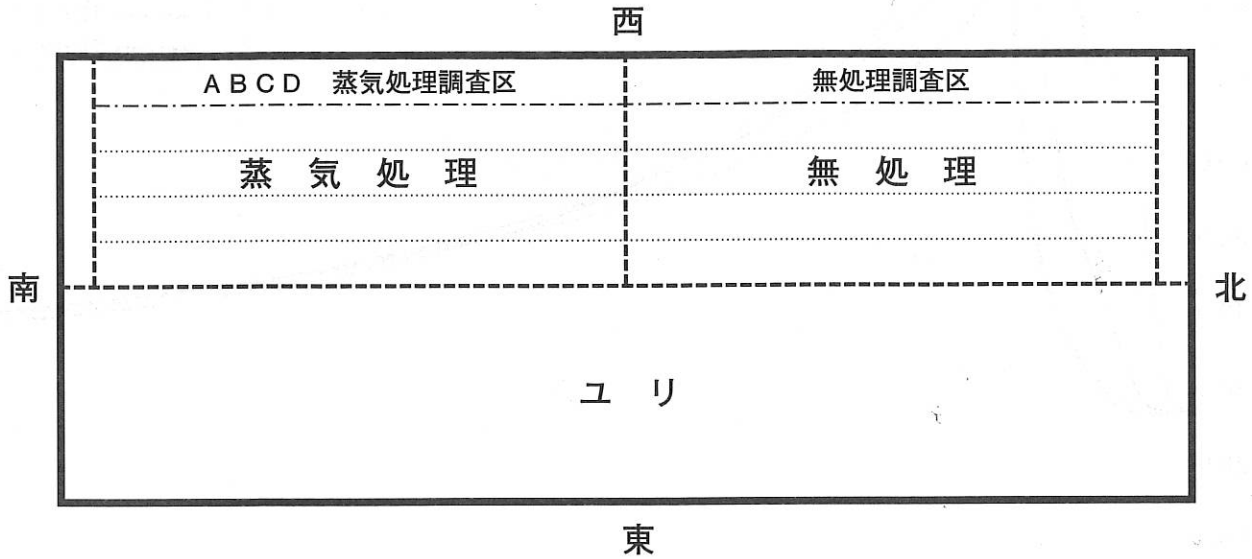 西
ＡＢＣＤ　蒸気処理調査区
無処理調査区
蒸　気　処　理
無　処　理
南
北
ユ　リ
東